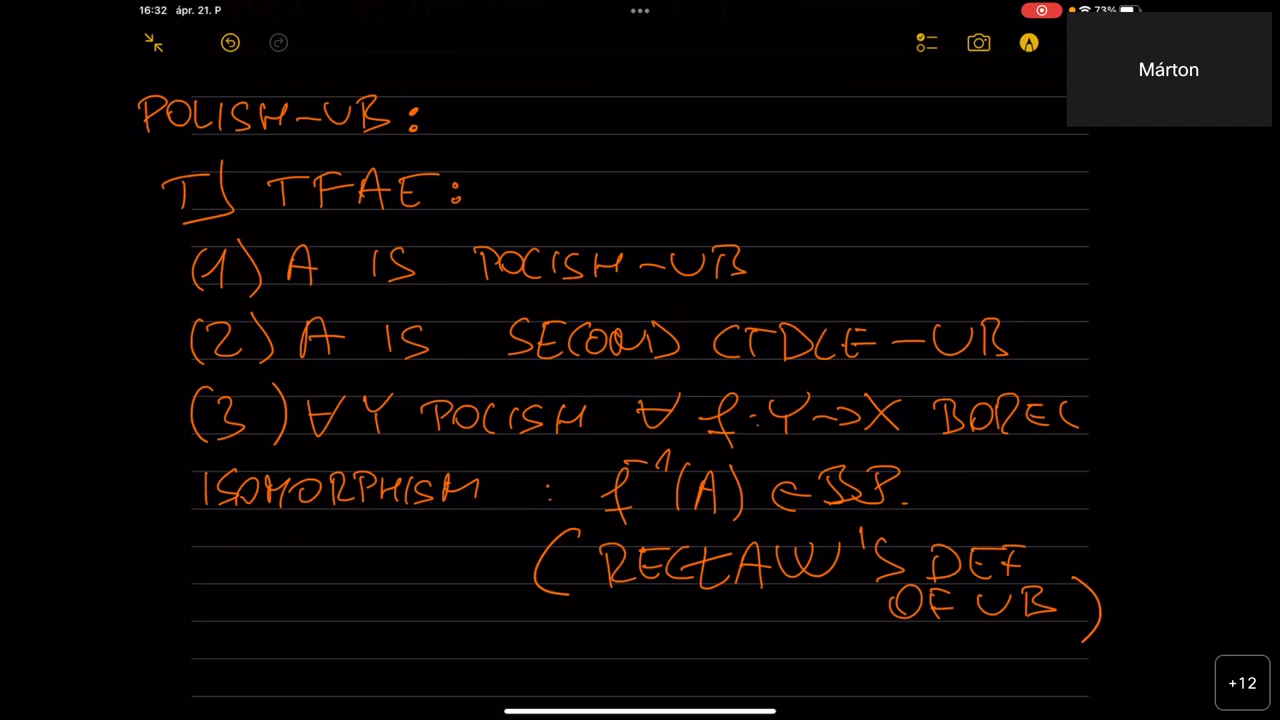 16:32 ápr. 21. P
73%
Márton
POLISH-UB:
T) TFAE:
(1) A IS POLISH-UB
(2) A IS SECOND CTBLE-UB
(3) ∀Y POLISH ∀ f:Y→X BOREL
ISOMORPHISM : f⁻¹(A) ∈ BP.
(RECŁAW'S DEF
OF UB)
+12